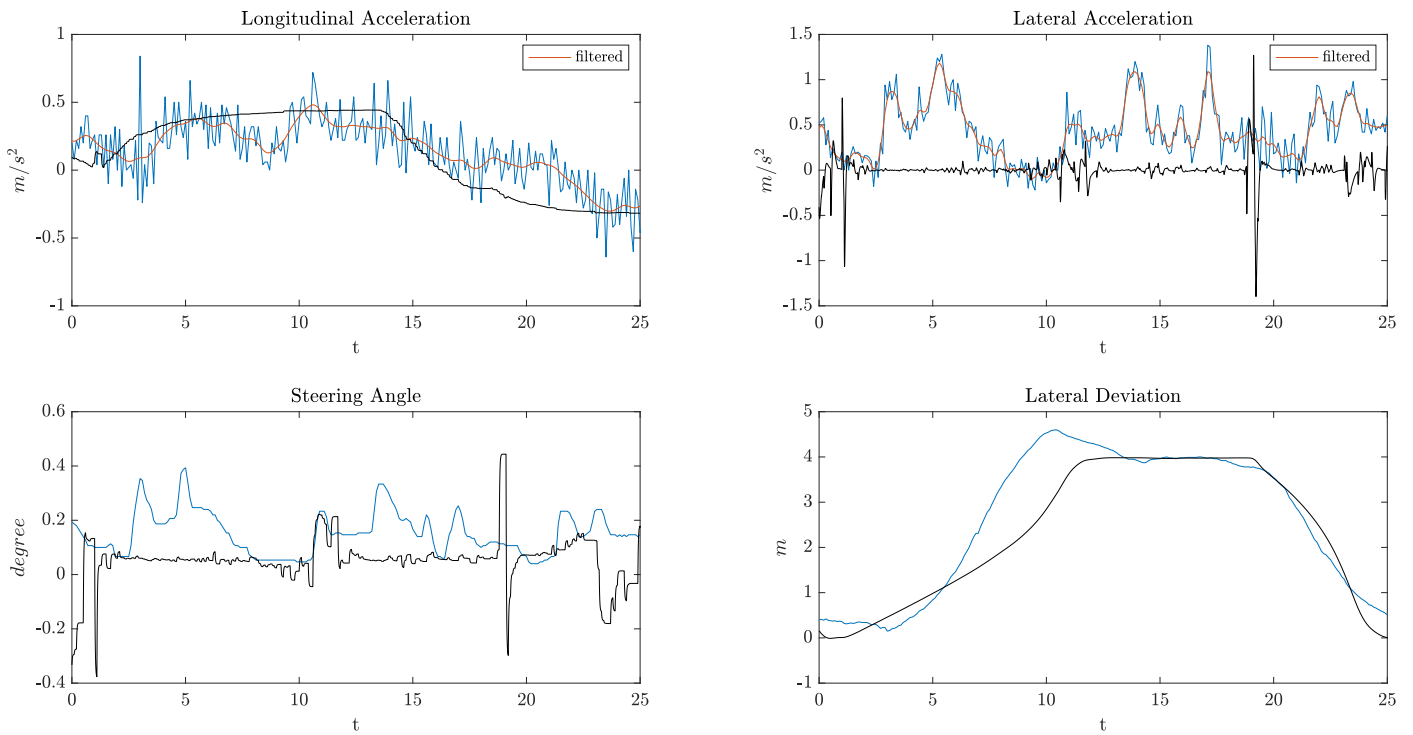 Longitudinal Acceleration
1
0.5
0
-0.5
-1
m/s²
filtered
0 5 10 15 20 25
t
Lateral Acceleration
1.5
1
0.5
0
-0.5
-1
-1.5
m/s²
filtered
0 5 10 15 20 25
t
Steering Angle
0.6
0.4
0.2
0
-0.2
-0.4
degree
0 5 10 15 20 25
t
Lateral Deviation
5
4
3
2
1
0
-1
m
0 5 10 15 20 25
t